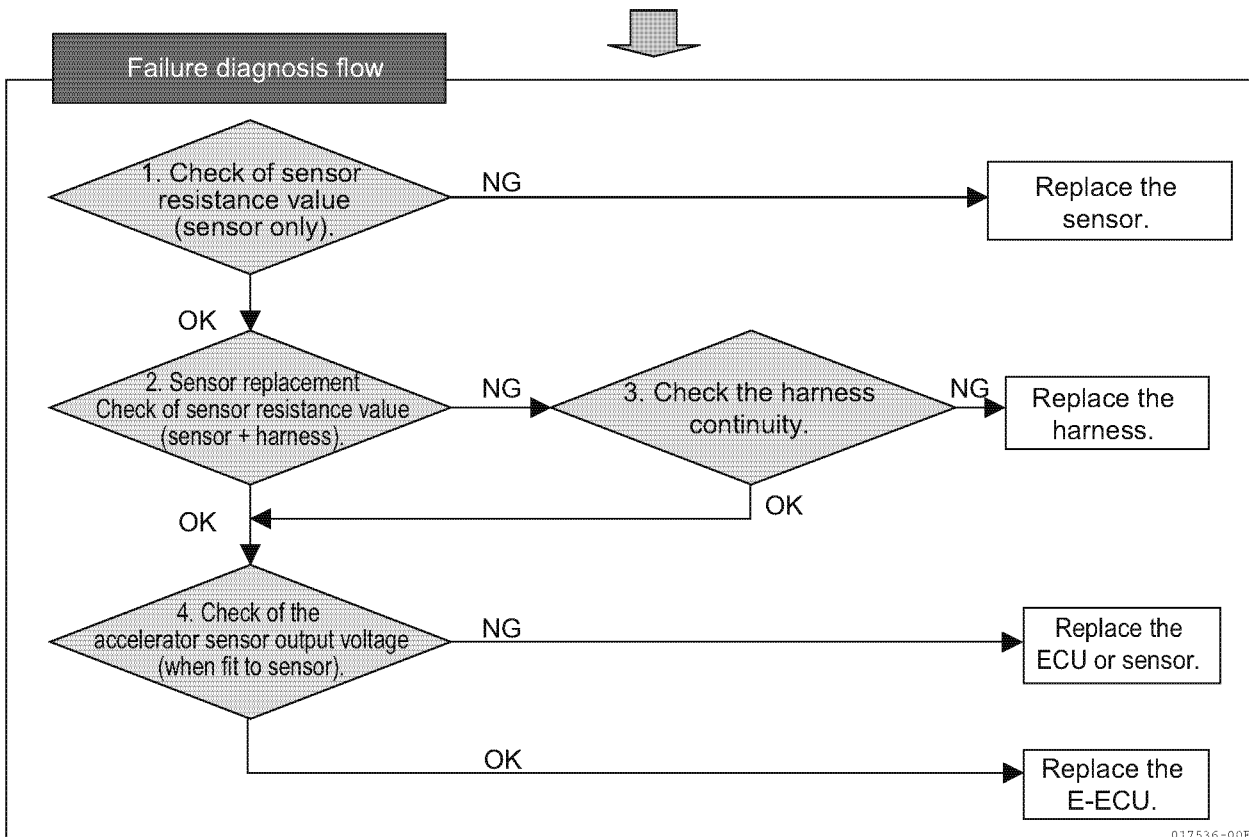 Failure diagnosis flow
1. Check of sensor
resistance value
(sensor only).
NG
Replace the
sensor.
OK
2. Sensor replacement
Check of sensor resistance value
(sensor + harness).
NG
3. Check the harness
continuity.
NG
Replace the
harness.
OK
OK
4. Check of the
accelerator sensor output voltage
(when fit to sensor).
NG
Replace the
ECU or sensor.
OK
Replace the
E-ECU.